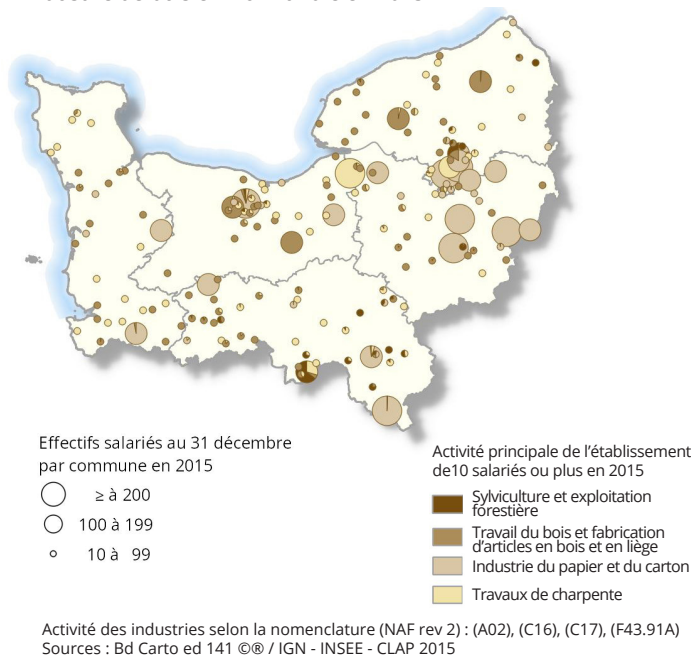 Effectifs salariés au 31 décembre
par commune en 2015
≥ à 200
100 à 199
10 à 99
Activité principale de l'établissement
de10 salariés ou plus en 2015
Sylviculture et exploitation
forestière
Travail du bois et fabrication
d'articles en bois et en liège
Industrie du papier et du carton
Travaux de charpente
Activité des industries selon la nomenclature (NAF rev 2) : (A02), (C16), (C17), (F43.91A)
Sources : Bd Carto ed 141 ©® / IGN - INSEE - CLAP 2015